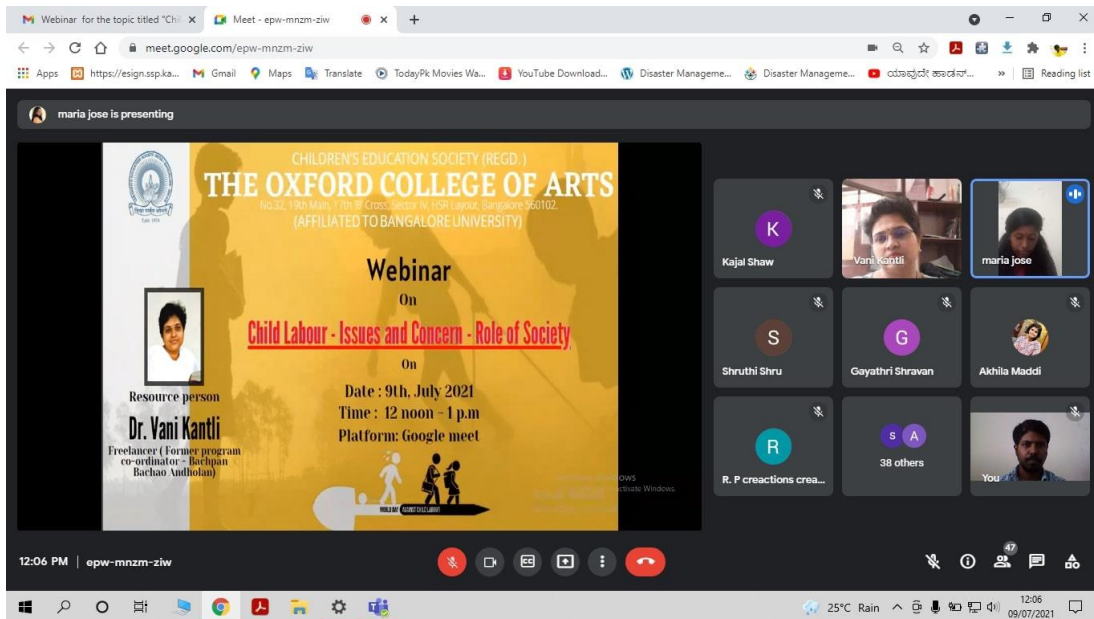 Webinar for the topic titled "Chi
Meet - epw-mnzm-ziw
meet.google.com/epw-mnzm-ziw
Apps
https://esign.ssp.ka...
Gmail
Maps
Translate
TodayPk Movies Wa...
YouTube Download...
Disaster Manageme...
Disaster Manageme...
ಯಾವುದೇ ಹಾಡನ್...
»
Reading list
maria jose is presenting
CHILDREN'S EDUCATION SOCIETY (REGD.)
THE OXFORD COLLEGE OF ARTS
No.32, 19th Main, 17th 'B' Cross, Sector IV, HSR Layout, Bangalore 560102.
(AFFILIATED TO BANGALORE UNIVERSITY)
Webinar
On
Child Labour - Issues and Concern - Role of Society
On
Date : 9th, July 2021
Time : 12 noon - 1 p.m
Platform: Google meet
Resource person
Dr. Vani Kantli
Freelancer ( Former program
co-ordinator - Bachpan
Bachao Andholan)
WORLD DAY AGAINST CHILD LABOUR
K
Kajal Shaw
Vani Kantli
maria jose
S
Shruthi Shru
G
Gayathri Shravan
Akhila Maddi
R
R. P creactions crea...
S A
38 others
You
12:06 PM | epw-mnzm-ziw
47
25°C Rain
12:06
09/07/2021